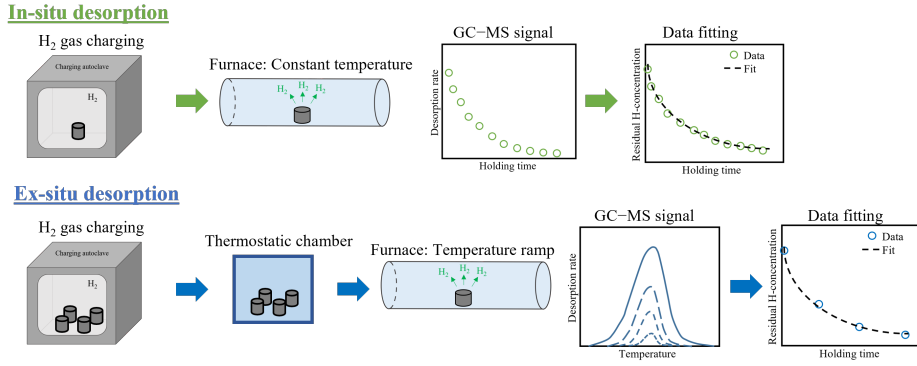 In-situ desorption
H₂ gas charging
Charging autoclave
H₂
Furnace: Constant temperature
H₂ H₂ H₂
GC−MS signal
Desorption rate
Holding time
Data fitting
Residual H-concentration
Data
Fit
Holding time
Ex-situ desorption
H₂ gas charging
Charging autoclave
H₂
Thermostatic chamber
Furnace: Temperature ramp
H₂ H₂ H₂
GC−MS signal
Desorption rate
Temperature
Data fitting
Residual H-concentration
Data
Fit
Holding time